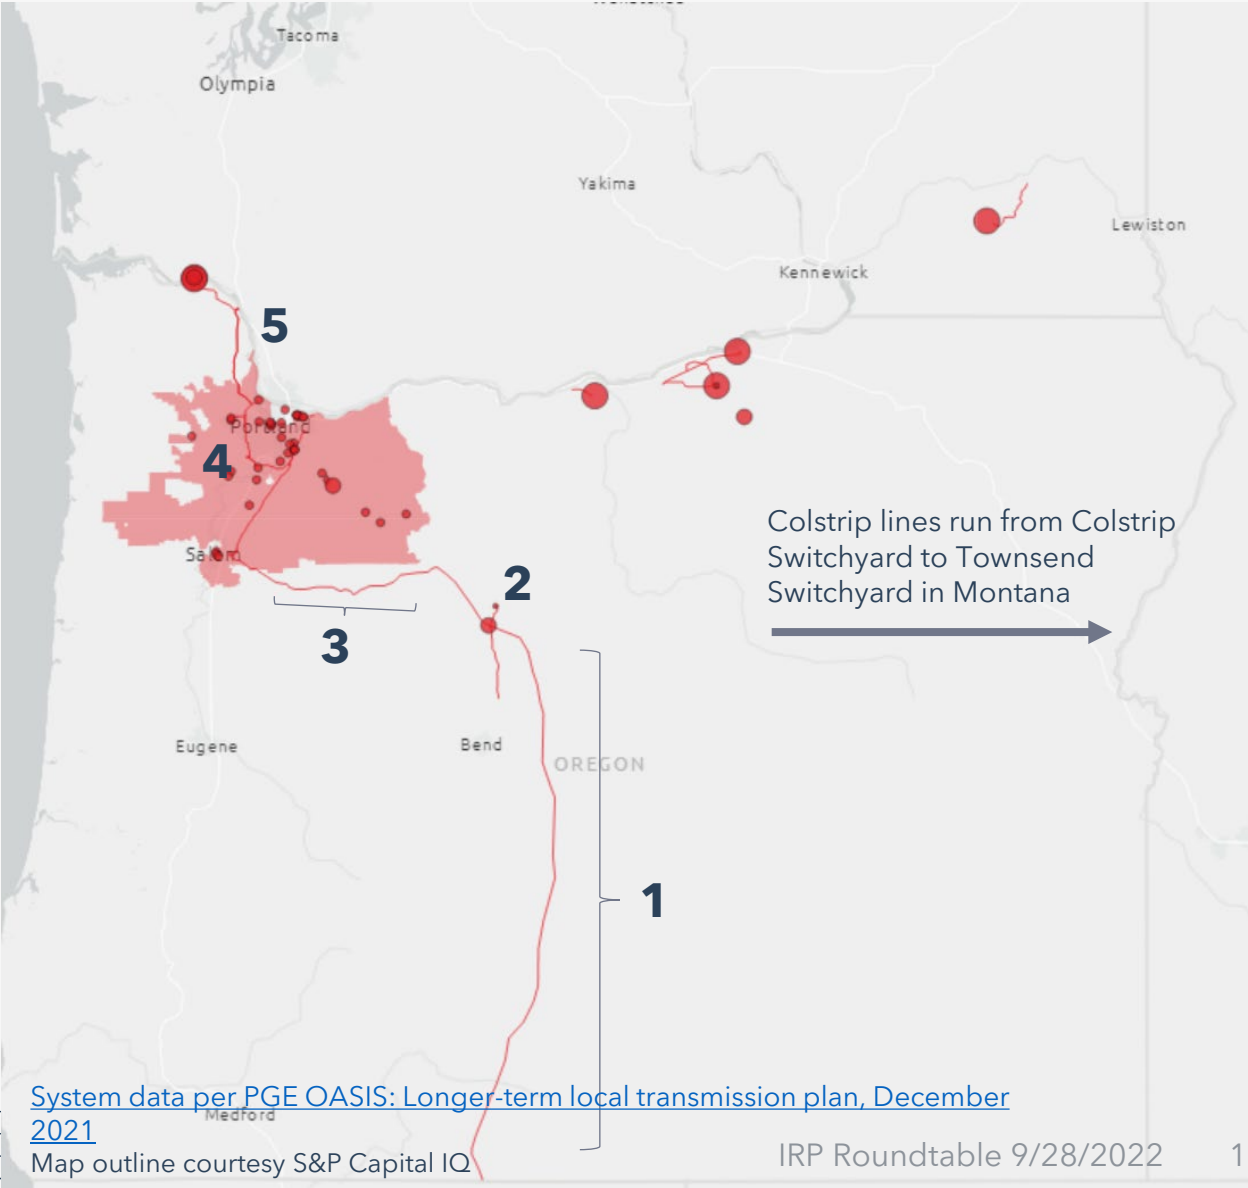 Tacoma
Olympia
Yakima
Lewiston
Kennewick
5
Portland
4
Colstrip lines run from Colstrip
Switchyard to Townsend
Switchyard in Montana
Salem
2
3
Eugene
Bend
OREGON
1
System data per PGE OASIS: Longer-term local transmission plan, December
2021
Medford
Map outline courtesy S&P Capital IQ
IRP Roundtable 9/28/2022
1